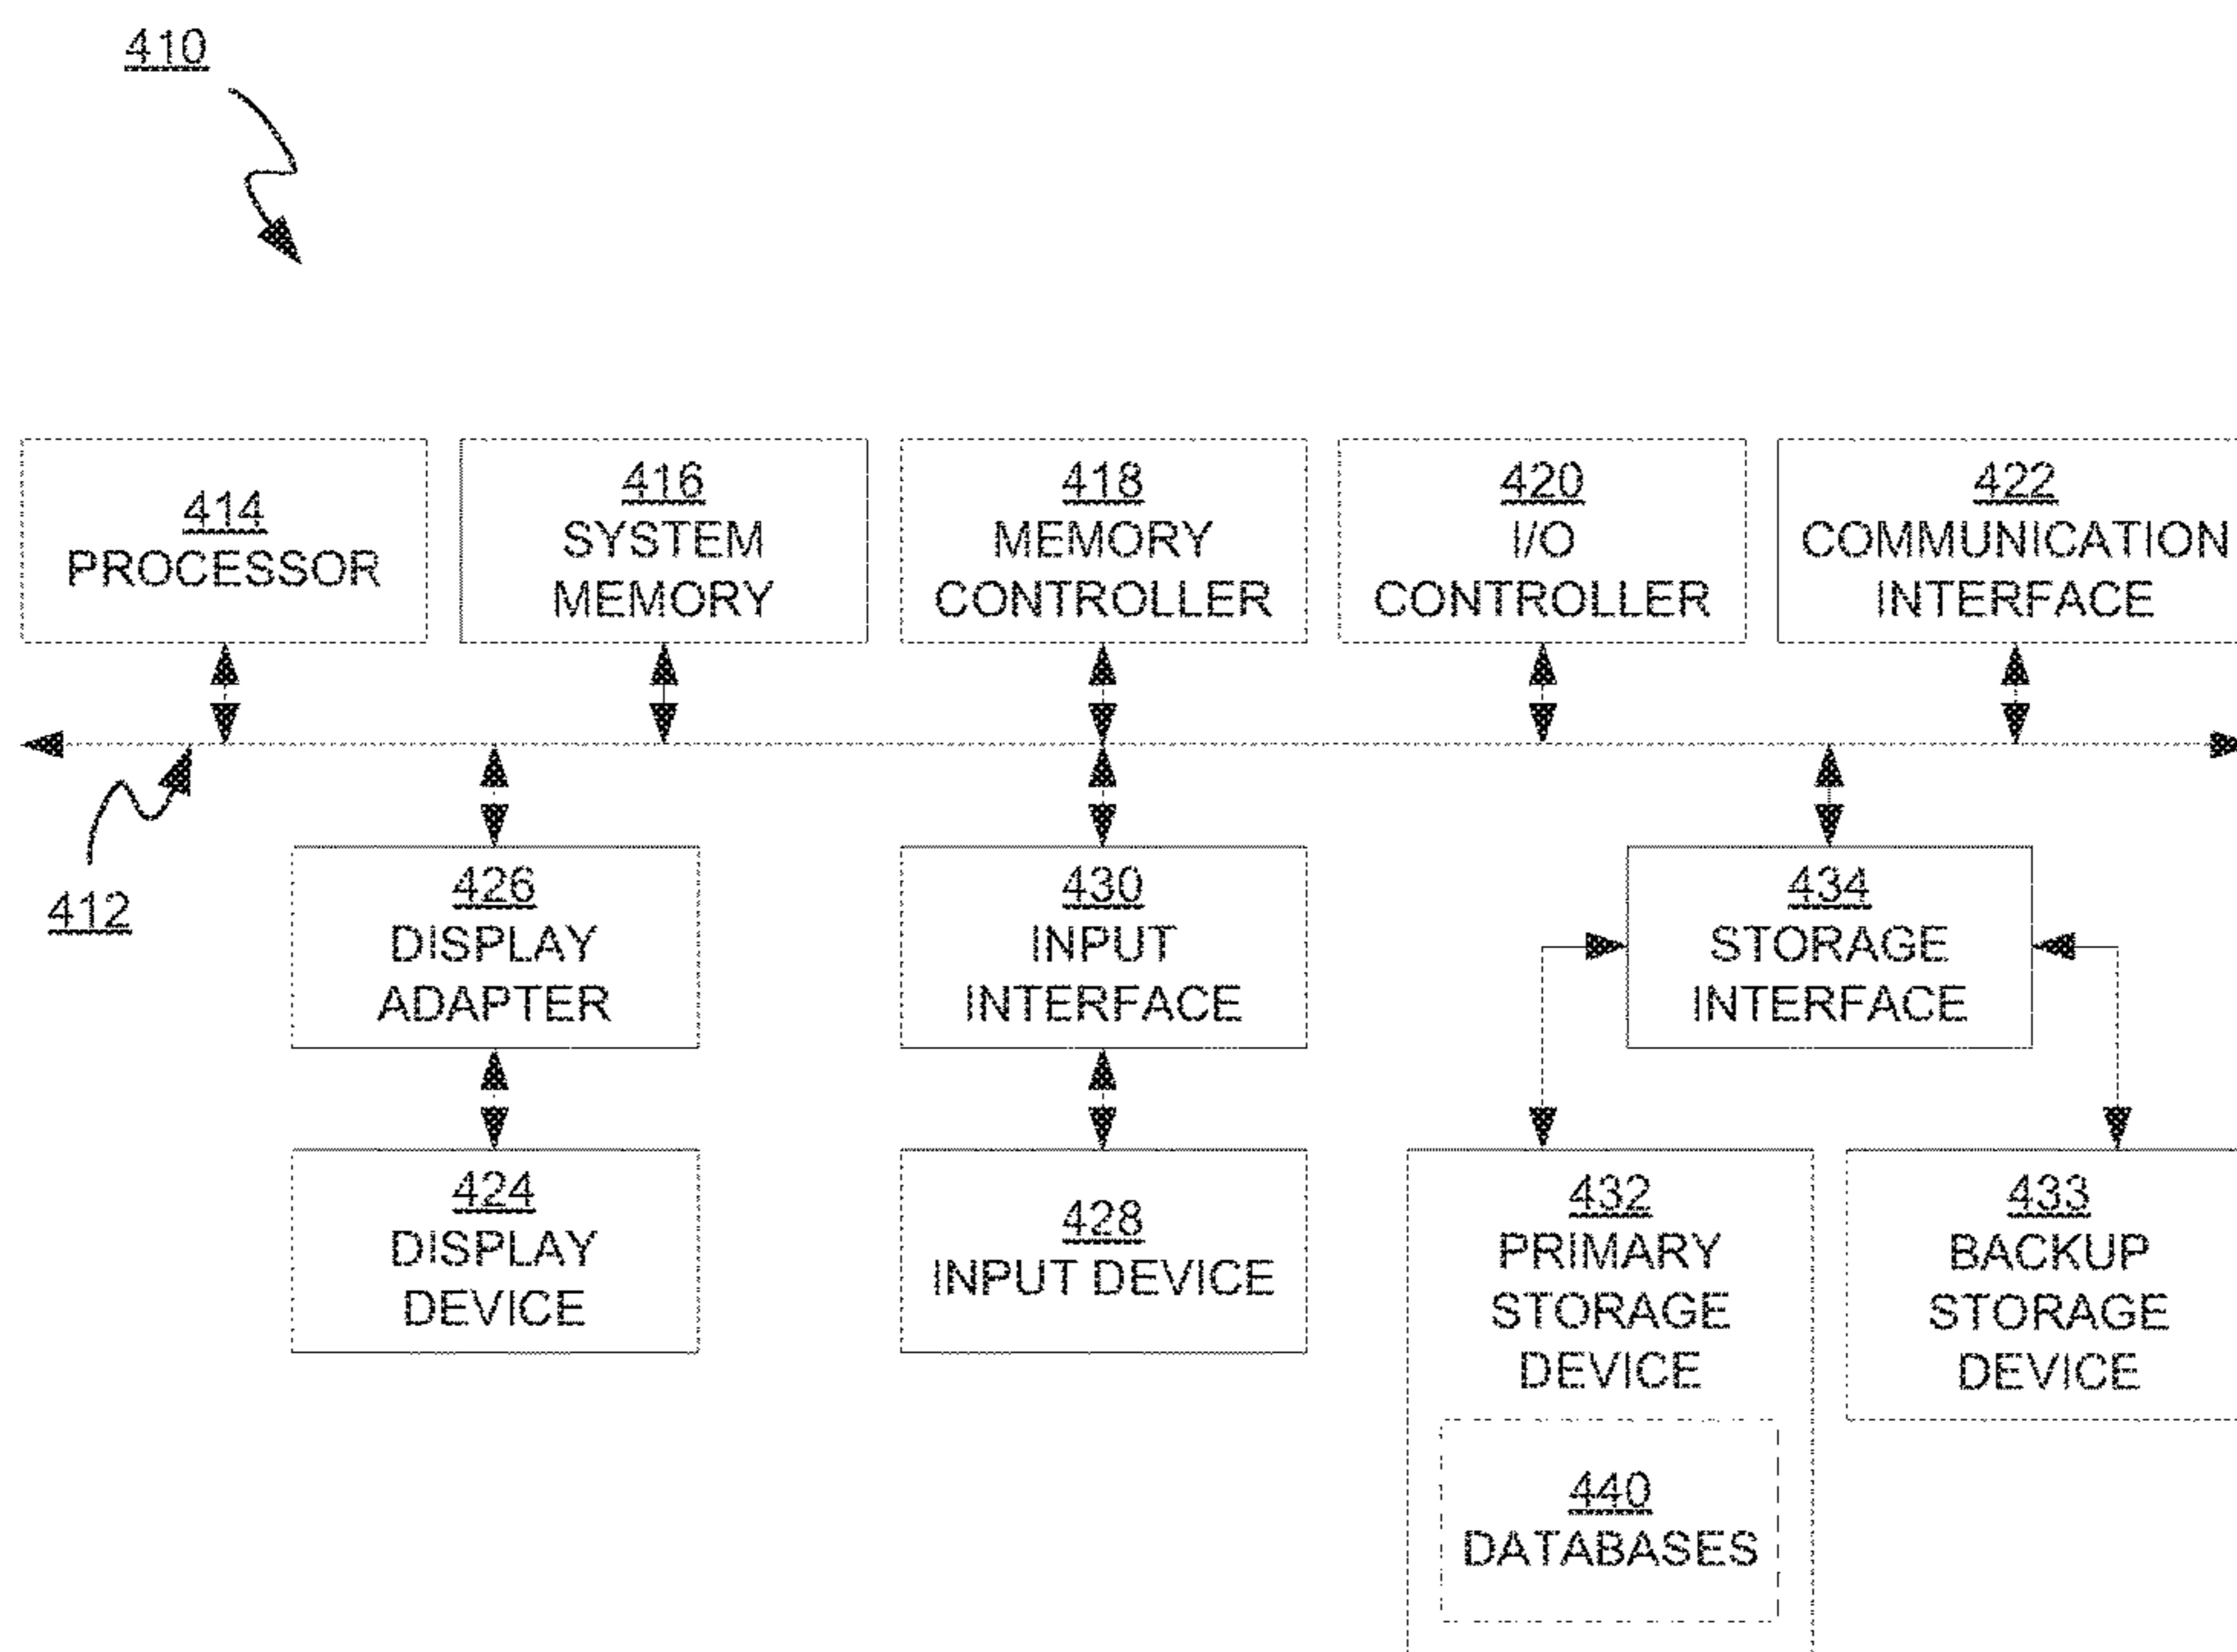 410
414
PROCESSOR
416
SYSTEM
MEMORY
418
MEMORY
CONTROLLER
420
I/O
CONTROLLER
422
COMMUNICATION
INTERFACE
412
426
DISPLAY
ADAPTER
430
INPUT
INTERFACE
434
STORAGE
INTERFACE
424
DISPLAY
DEVICE
428
INPUT DEVICE
432
PRIMARY
STORAGE
DEVICE
433
BACKUP
STORAGE
DEVICE
440
DATABASES